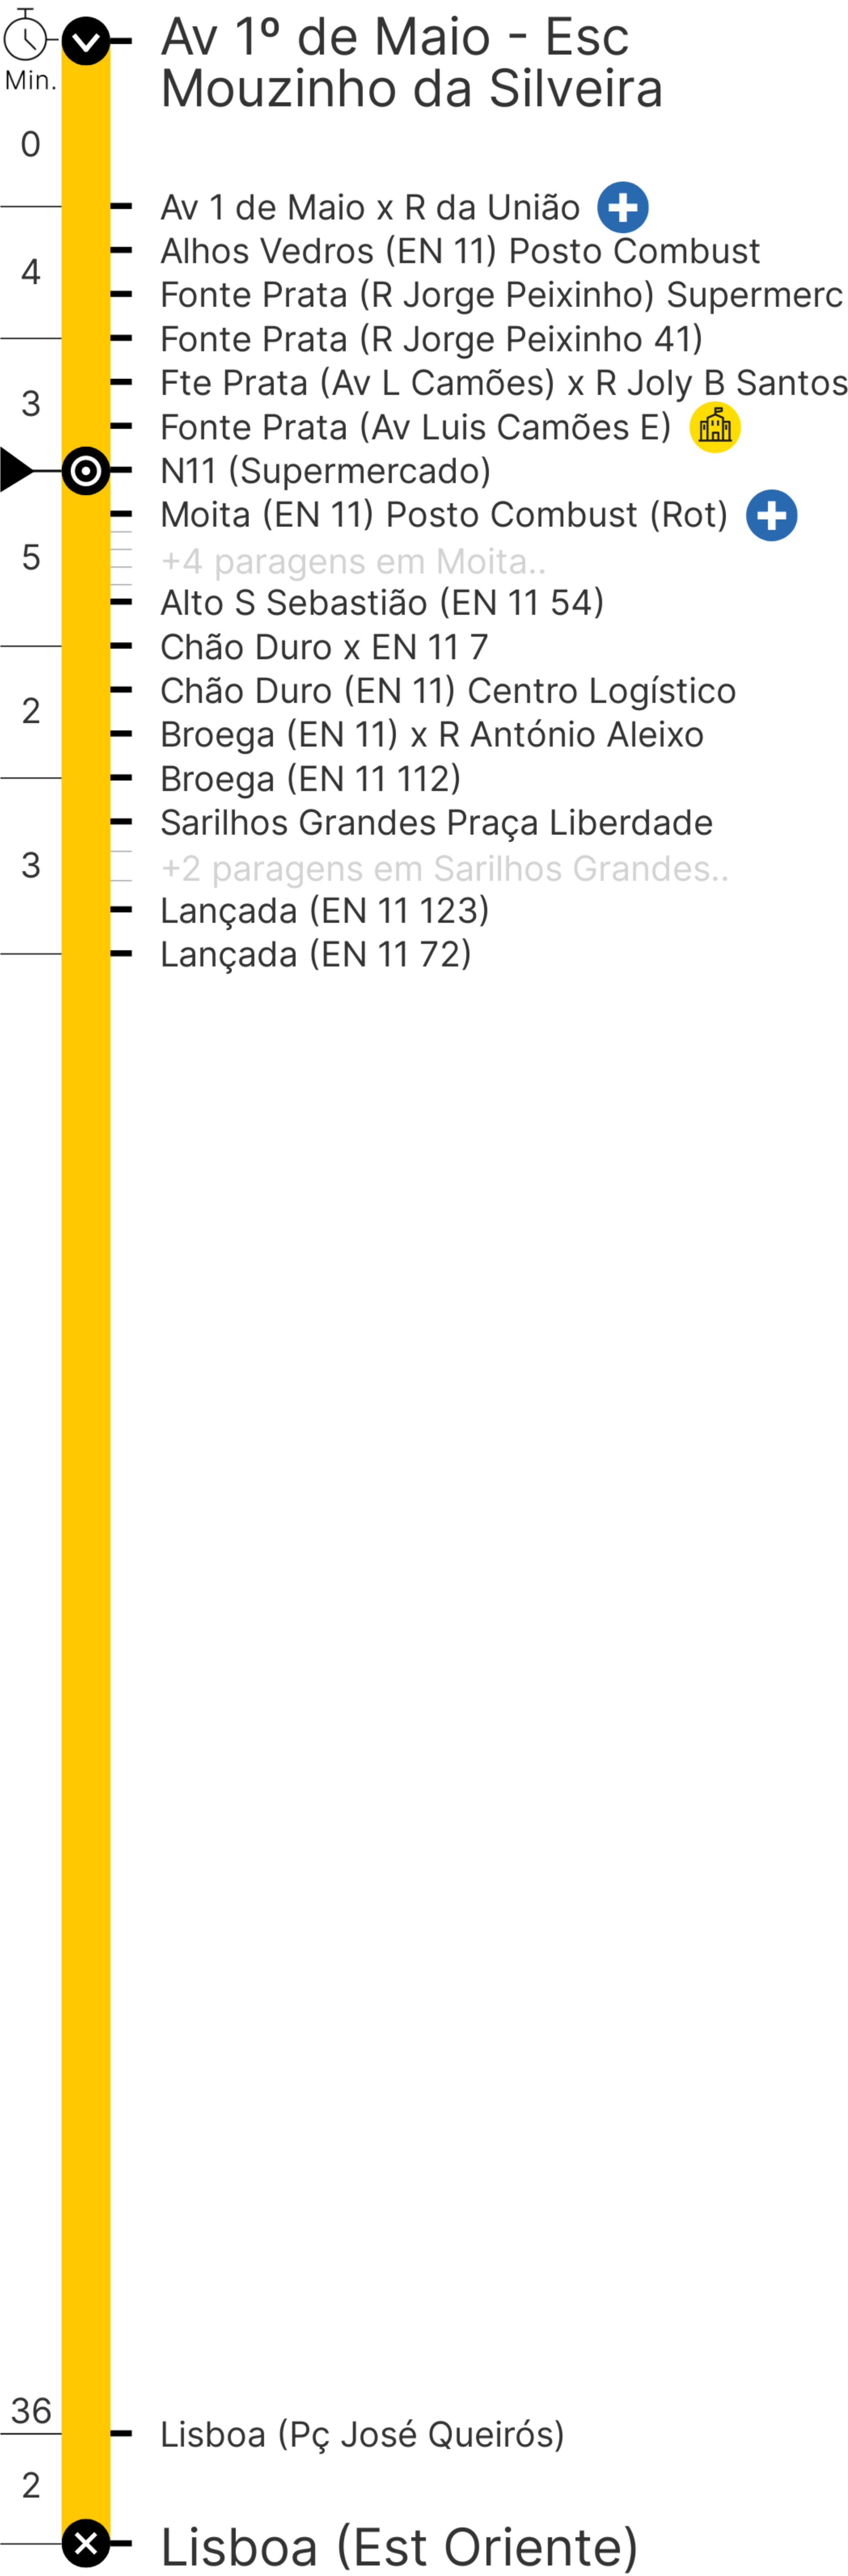 Av 1º de Maio - Esc
Mouzinho da Silveira
Min.
0
Av 1 de Maio x R da União
Alhos Vedros (EN 11) Posto Combust
4
Fonte Prata (R Jorge Peixinho) Supermerc
Fonte Prata (R Jorge Peixinho 41)
Fte Prata (Av L Camões) x R Joly B Santos
3
Fonte Prata (Av Luis Camões E)
N11 (Supermercado)
Moita (EN 11) Posto Combust (Rot)
5
+4 paragens em Moita..
Alto S Sebastião (EN 11 54)
Chão Duro x EN 11 7
Chão Duro (EN 11) Centro Logístico
2
Broega (EN 11) x R António Aleixo
Broega (EN 11 112)
Sarilhos Grandes Praça Liberdade
3
+2 paragens em Sarilhos Grandes..
Lançada (EN 11 123)
Lançada (EN 11 72)
36
Lisboa (Pç José Queirós)
2
Lisboa (Est Oriente)